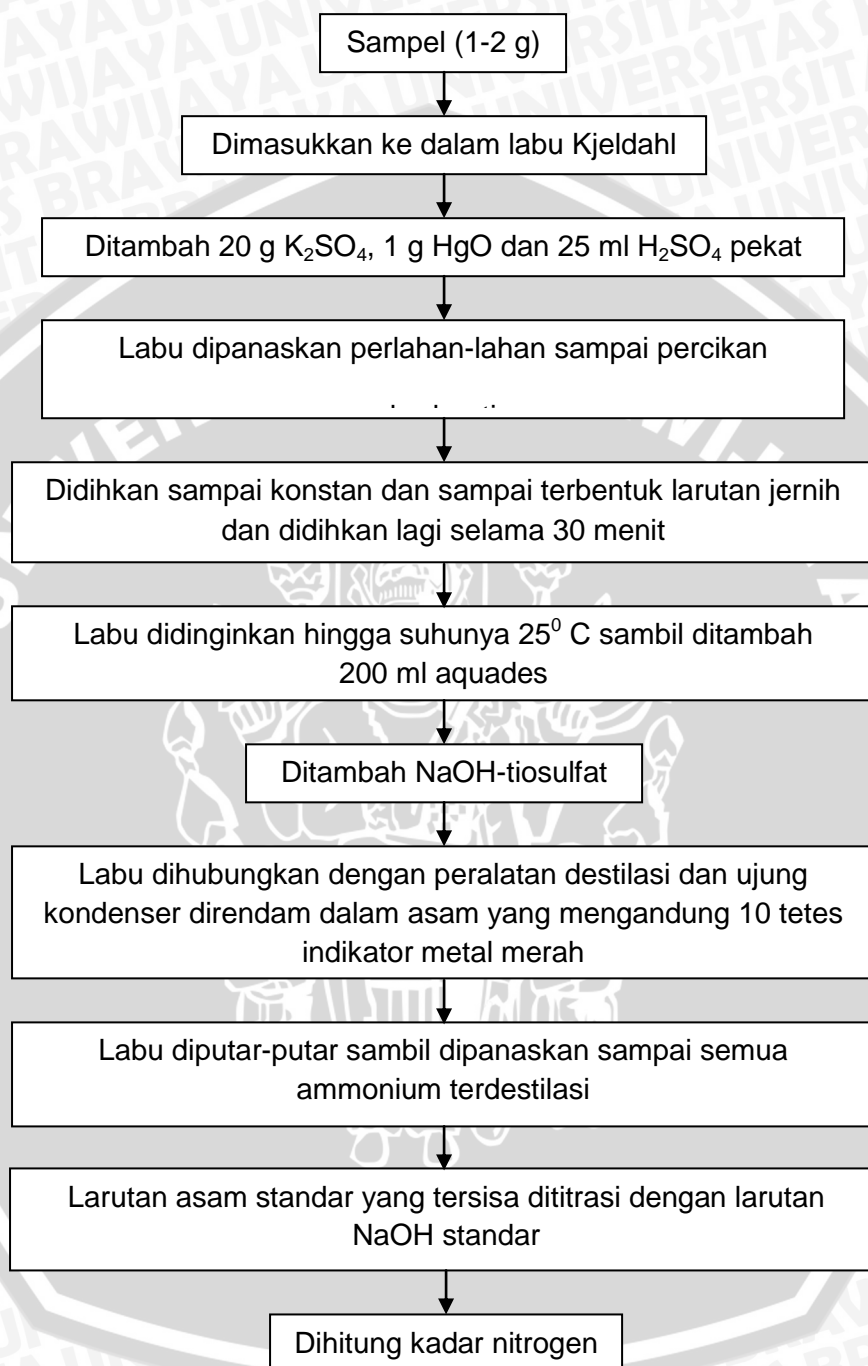 Sampel (1-2 g)
Dimasukkan ke dalam labu Kjeldahl
Ditambah 20 g K₂SO₄, 1 g HgO dan 25 ml H₂SO₄ pekat
Labu dipanaskan perlahan-lahan sampai percikan
Didihkan sampai konstan dan sampai terbentuk larutan jernih
dan didihkan lagi selama 30 menit
Labu didinginkan hingga suhunya 25⁰ C sambil ditambah
200 ml aquades
Ditambah NaOH-tiosulfat
Labu dihubungkan dengan peralatan destilasi dan ujung
kondenser direndam dalam asam yang mengandung 10 tetes
indikator metal merah
Labu diputar-putar sambil dipanaskan sampai semua
ammonium terdestilasi
Larutan asam standar yang tersisa dititrasi dengan larutan
NaOH standar
Dihitung kadar nitrogen